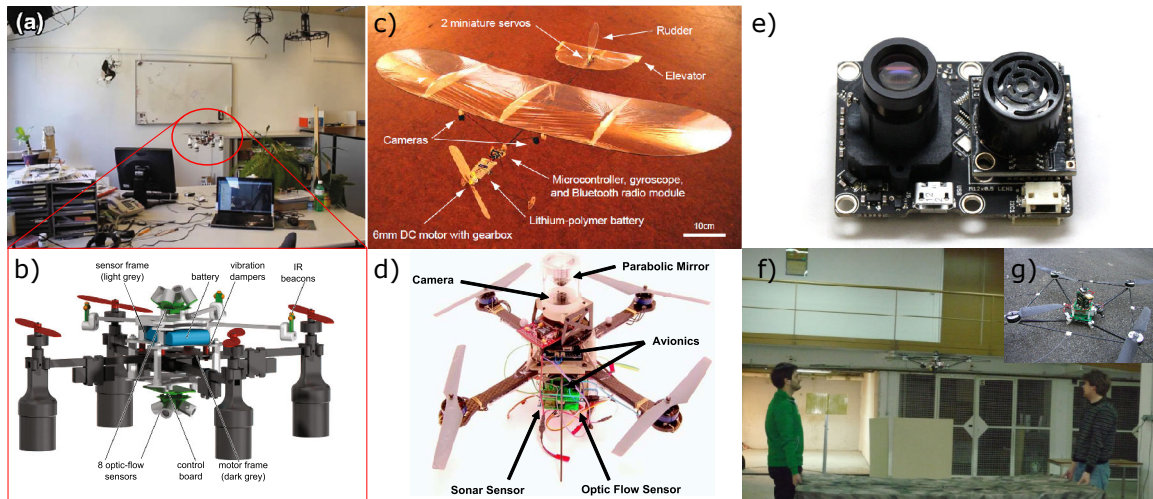 (a)
c)
2 miniature servos
Rudder
Elevator
Cameras
Microcontroller, gyroscope,
and Bluetooth radio module
Lithium-polymer battery
6mm DC motor with gearbox
10cm
e)
USB
b)
sensor frame
(light grey)
battery
vibration
dampers
IR
beacons
8 optic-flow
sensors
control
board
motor frame
(dark grey)
d)
Parabolic Mirror
Camera
Avionics
Sonar Sensor
Optic Flow Sensor
f)
g)